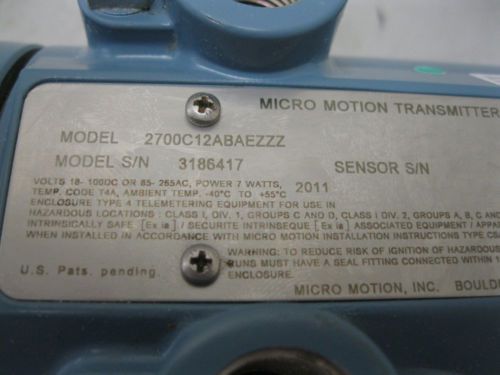 MICRO MOTION TRANSMITTER
MODEL 2700C12ABAEZZZ
MODEL S/N 3186417 SENSOR S/N
VOLTS 18- 100DC OR 85- 265AC, POWER 7 WATTS, 2011
TEMP. CODE T4A, AMBIENT TEMP. -40°C TO +55°C
ENCLOSURE TYPE 4 TELEMETERING EQUIPMENT FOR USE IN
HAZARDOUS LOCATIONS : CLASS I, DIV. 1, GROUPS C AND D, CLASS I DIV. 2, GROUPS A, B, C AND
INTRINSICALLY SAFE [Ex ia] / SECURITE INTRINSEQUE [Ex ia] ASSOCIATED EQUIPMENT /
WHEN INSTALLED IN ACCORDANCE WITH MICRO MOTION INSTALLATION INSTRUCTIONS TYPE
WARNING: TO REDUCE RISK OF IGNITION OF HAZARDOUS
U.S. Pats. pending. RUNS MUST HAVE A SEAL FITTING CONNECTED WITHIN
ENCLOSURE.
MICRO MOTION, INC.